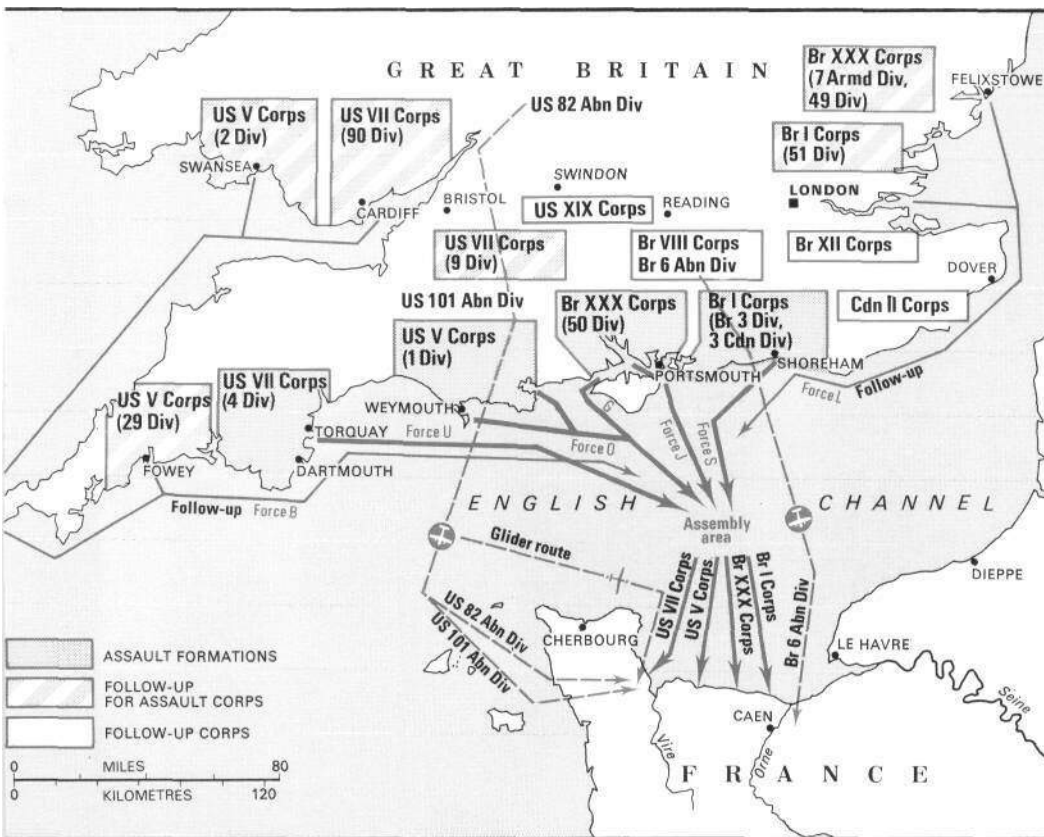 GREAT BRITAIN
US V Corps
(2 Div)
US VII Corps
(90 Div)
US 82 Abn Div
Br XXX Corps
(7 Armd Div,
49 Div)
FELIXSTOWE
Br I Corps
(51 Div)
SWANSEA
CARDIFF
BRISTOL
SWINDON
US XIX Corps
READING
LONDON
US VII Corps
(9 Div)
Br VIII Corps
Br 6 Abn Div
Br XII Corps
DOVER
US 101 Abn Div
US V Corps
(1 Div)
Br XXX Corps
(50 Div)
Br I Corps
(Br 3 Div,
3 Cdn Div)
Cdn II Corps
US V Corps
(29 Div)
US VII Corps
(4 Div)
WEYMOUTH
PORTSMOUTH
SHOREHAM
Force L
Follow-up
TORQUAY
Force U
Force O
G
Force J
Force S
FOWEY
DARTMOUTH
Follow-up Force B
ENGLISH CHANNEL
Assembly
area
Glider route
US VII Corps
US V Corps
Br XXX Corps
Br I Corps
Br 6 Abn Div
DIEPPE
US 82 Abn Div
US 101 Abn Div
CHERBOURG
LE HAVRE
Seine
CAEN
Vire
Orne
FRANCE
ASSAULT FORMATIONS
FOLLOW-UP
FOR ASSAULT CORPS
FOLLOW-UP CORPS
0 MILES 80
0 KILOMETRES 120